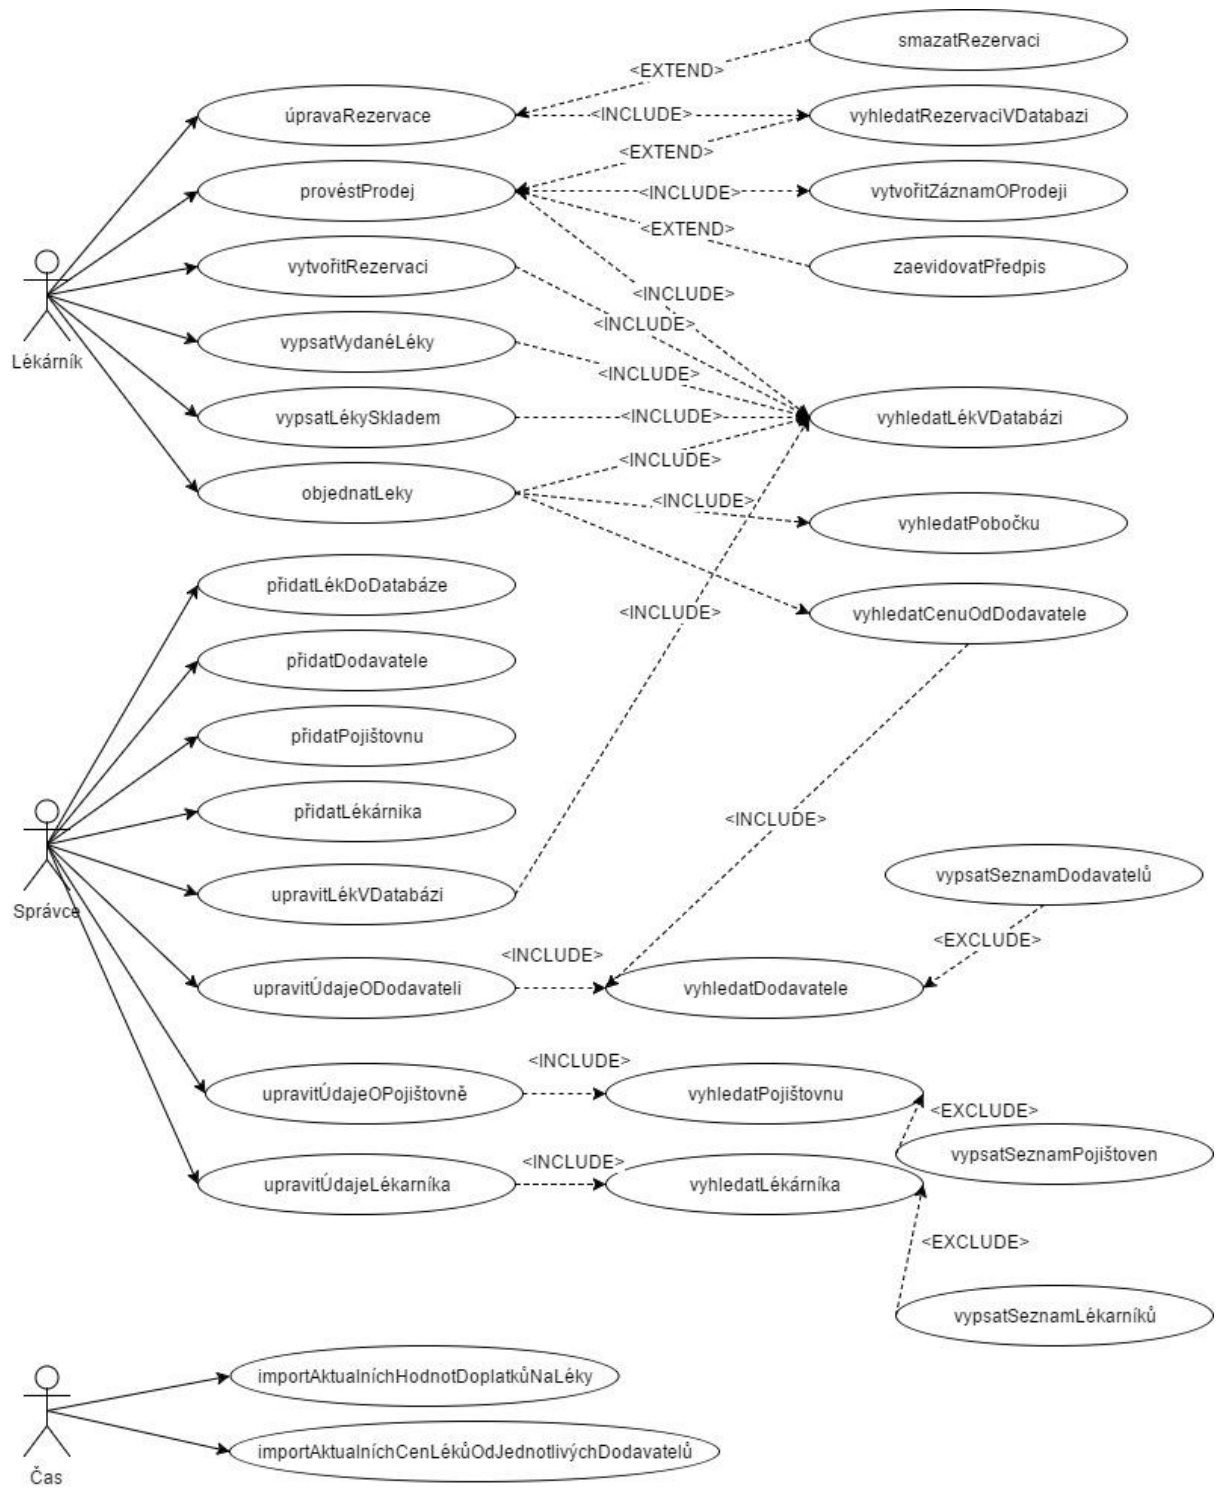 smazatRezervaci
<EXTEND>
úpravaRezervace
<INCLUDE>
vyhledatRezervaciVDatabazi
<EXTEND>
provéstProdej
<INCLUDE>
vytvořitZáznamOProdeji
<EXTEND>
vytvořitRezervaci
zaevidovatPředpis
<INCLUDE>
<INCLUDE>
vypsatVydanéLéky
Lékárník
<INCLUDE>
vypsatLékySkladem
<INCLUDE>
vyhledatLékVDatabázi
<INCLUDE>
objednatLeky
<INCLUDE>
vyhledatPobočku
přidatLékDoDatabáze
<INCLUDE>
vyhledatCenuOdDodavatele
přidatDodavatele
přidatPojištovnu
přidatLékárnika
<INCLUDE>
upravitLékVDatabázi
vypsatSeznamDodavatelů
Správce
<EXCLUDE>
<INCLUDE>
upravitÚdajeODodavateli
vyhledatDodavatele
<INCLUDE>
upravitÚdajeOPojištovně
vyhledatPojištovnu
<EXCLUDE>
vypsatSeznamPojištoven
<INCLUDE>
upravitÚdajeLékarníka
vyhledatLékárníka
<EXCLUDE>
vypsatSeznamLékarníků
importAktualníchHodnotDoplatkůNaLéky
importAktualníchCenLékůOdJednotlivýchDodavatelů
Čas